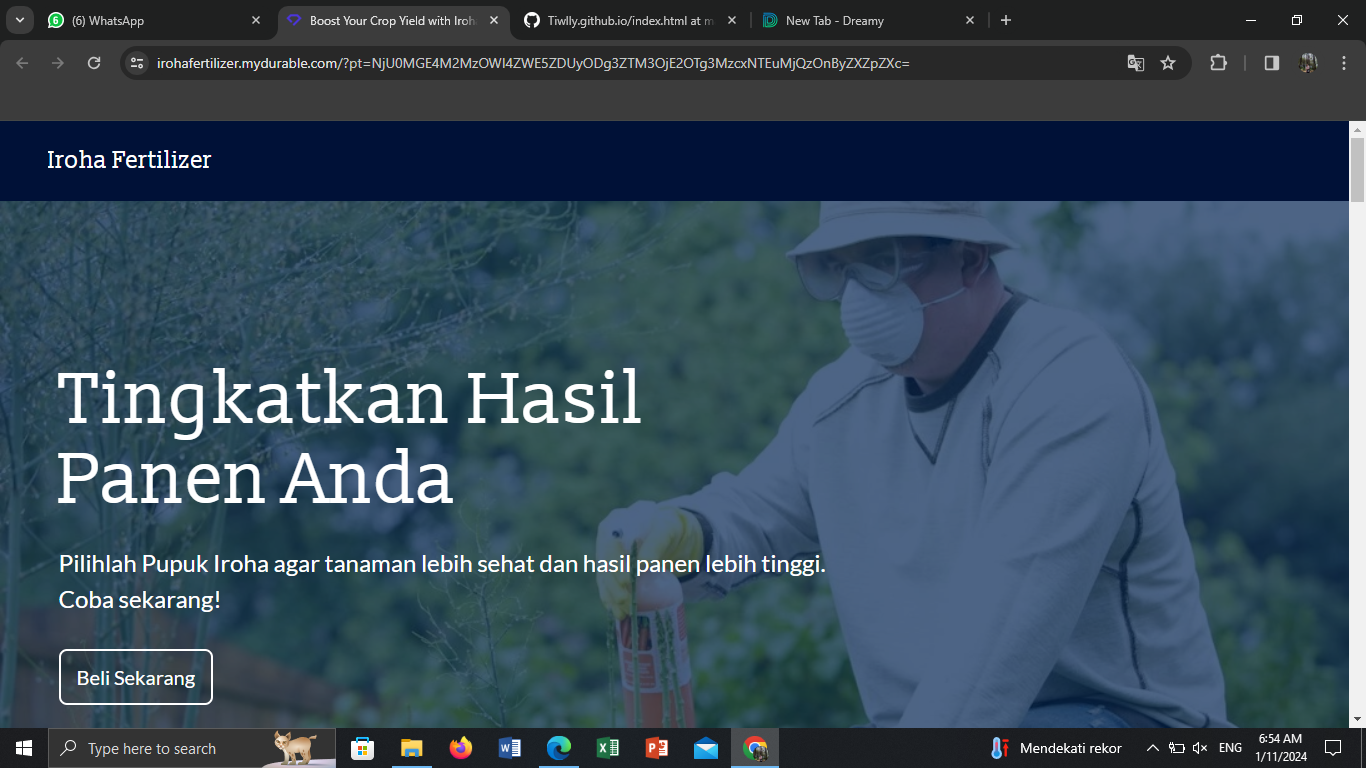 (6) WhatsApp
Boost Your Crop Yield with Iroh
Tiwlly.github.io/index.html at m
New Tab - Dreamy
irohafertilizer.mydurable.com/?pt=NjU0MGE4M2MzOWI4ZWE5ZDUyODg3ZTM3OjE2OTg3MzcxNTEuMjQzOnByZXZpZXc=
Iroha Fertilizer
Tingkatkan Hasil
Panen Anda
Pilihlah Pupuk Iroha agar tanaman lebih sehat dan hasil panen lebih tinggi.
Coba sekarang!
Beli Sekarang
Type here to search
Mendekati rekor
ENG
6:54 AM
1/11/2024